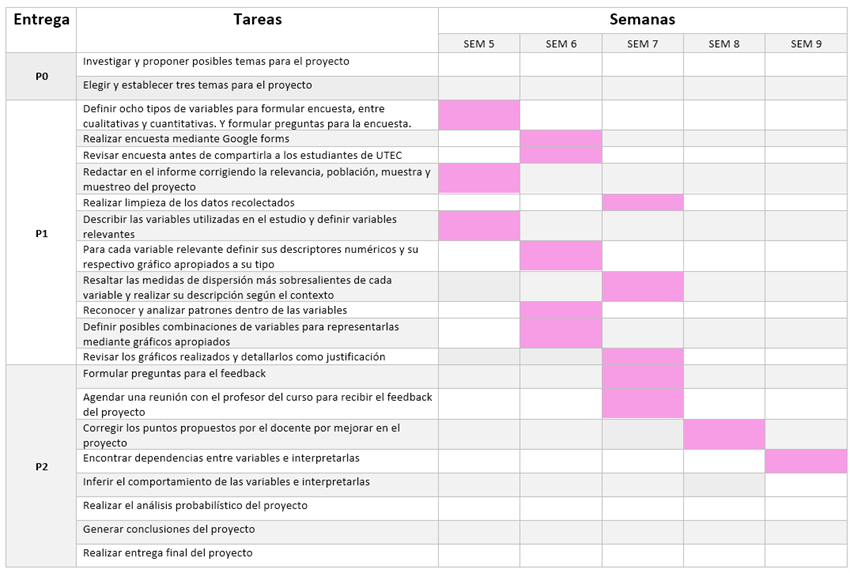 Entrega
Tareas
Semanas
SEM 5
SEM 6
SEM 7
SEM 8
SEM 9
P0
Investigar y proponer posibles temas para el proyecto
Elegir y establecer tres temas para el proyecto
P1
Definir ocho tipos de variables para formular encuesta, entre
cualitativas y cuantitativas. Y formular preguntas para la encuesta.
Realizar encuesta mediante Google forms
Revisar encuesta antes de compartirla a los estudiantes de UTEC
Redactar en el informe corrigiendo la relevancia, población, muestra y
muestreo del proyecto
Realizar limpieza de los datos recolectados
Describir las variables utilizadas en el estudio y definir variables
relevantes
Para cada variable relevante definir sus descriptores numéricos y su
respectivo gráfico apropiados a su tipo
Resaltar las medidas de dispersión más sobresalientes de cada
variable y realizar su descripción según el contexto
Reconocer y analizar patrones dentro de las variables
Definir posibles combinaciones de variables para representarlas
mediante gráficos apropiados
Revisar los gráficos realizados y detallarlos como justificación
P2
Formular preguntas para el feedback
Agendar una reunión con el profesor del curso para recibir el feedback
del proyecto
Corregir los puntos propuestos por el docente por mejorar en el
proyecto
Encontrar dependencias entre variables e interpretarlas
Inferir el comportamiento de las variables e interpretarlas
Realizar el análisis probabilístico del proyecto
Generar conclusiones del proyecto
Realizar entrega final del proyecto